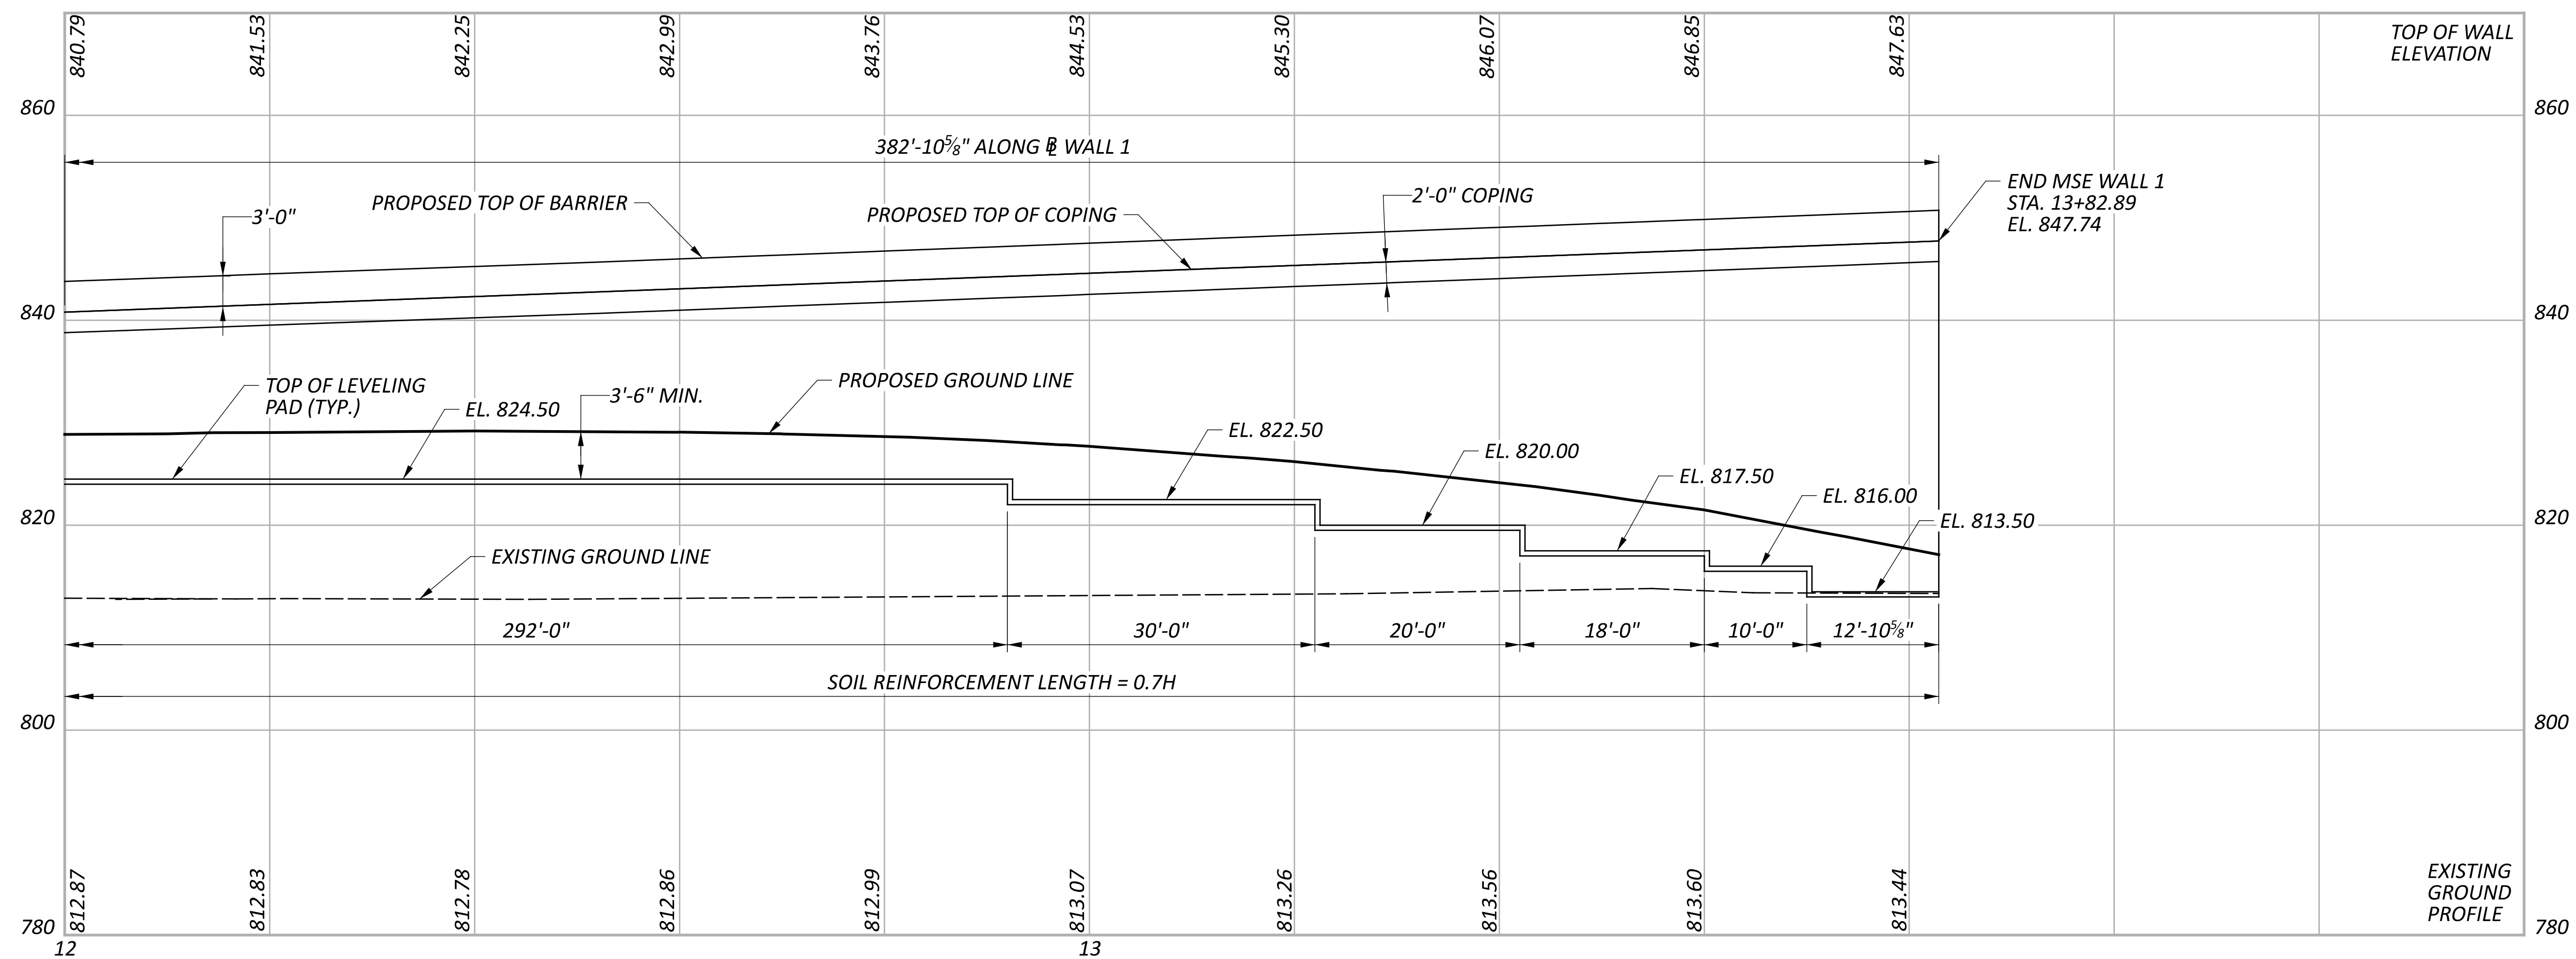 840.79
841.53
842.25
842.99
843.76
844.53
845.30
846.07
846.85
847.63
TOP OF WALL
ELEVATION
860
860
382'-10⅝" ALONG B͟L WALL 1
END MSE WALL 1
STA. 13+82.89
EL. 847.74
3'-0"
PROPOSED TOP OF BARRIER
PROPOSED TOP OF COPING
2'-0" COPING
840
840
TOP OF LEVELING
PAD (TYP.)
EL. 824.50
3'-6" MIN.
PROPOSED GROUND LINE
EL. 822.50
EL. 820.00
EL. 817.50
EL. 816.00
EL. 813.50
820
820
EXISTING GROUND LINE
292'-0"
30'-0"
20'-0"
18'-0"
10'-0"
12'-10⅝"
SOIL REINFORCEMENT LENGTH = 0.7H
800
800
812.87
812.83
812.78
812.86
812.99
813.07
813.26
813.56
813.60
813.44
EXISTING
GROUND
PROFILE
780
780
12
13